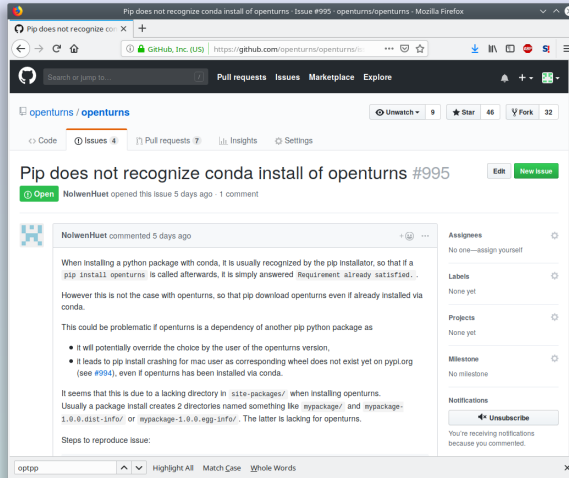 Pip does not recognize conda install of openturns · Issue #995 · openturns/openturns - Mozilla Firefox
Pip does not recognize con
GitHub, Inc. (US) https://github.com/openturns/openturns/is
Search or jump to... Pull requests Issues Marketplace Explore
openturns / openturns Unwatch 9 Star 46 Fork 32
Code Issues 4 Pull requests 7 Insights Settings
Pip does not recognize conda install of openturns #995 Edit New issue
Open NolwenHuet opened this issue 5 days ago · 1 comment
NolwenHuet commented 5 days ago
When installing a python package with conda, it is usually recognized by the pip installator, so that if a
pip install openturns is called afterwards, it is simply answered Requirement already satisfied. .
However this is not the case with openturns, so that pip download openturns even if already installed via
conda.
This could be problematic if openturns is a dependency of another pip python package as
• it will potentially override the choice by the user of the openturns version,
• it leads to pip install crashing for mac user as corresponding wheel does not exist yet on pypi.org
(see #994), even if openturns has been installed via conda.
It seems that this is due to a lacking directory in site-packages/ when installing openturns.
Usually a package install creates 2 directories named something like mypackage/ and mypackage-
1.0.0.dist-info/ or mypackage-1.0.0.egg-info/ . The latter is lacking for openturns.
Steps to reproduce issue:
Assignees
No one—assign yourself
Labels
None yet
Projects
None yet
Milestone
No milestone
Notifications
Unsubscribe
You're receiving notifications
because you commented.
optpp Highlight All Match Case Whole Words